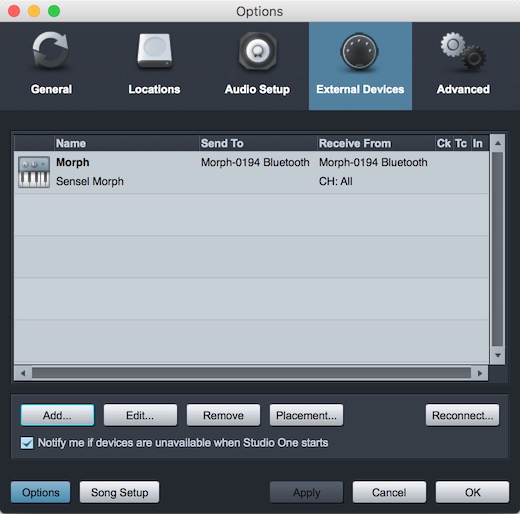 Options
General Locations Audio Setup External Devices Advanced
Name Send To Receive From Ck Tc In
Morph Morph-0194 Bluetooth Morph-0194 Bluetooth
Sensel Morph CH: All
Add... Edit... Remove Placement... Reconnect...
Notify me if devices are unavailable when Studio One starts
Options Song Setup Apply Cancel OK